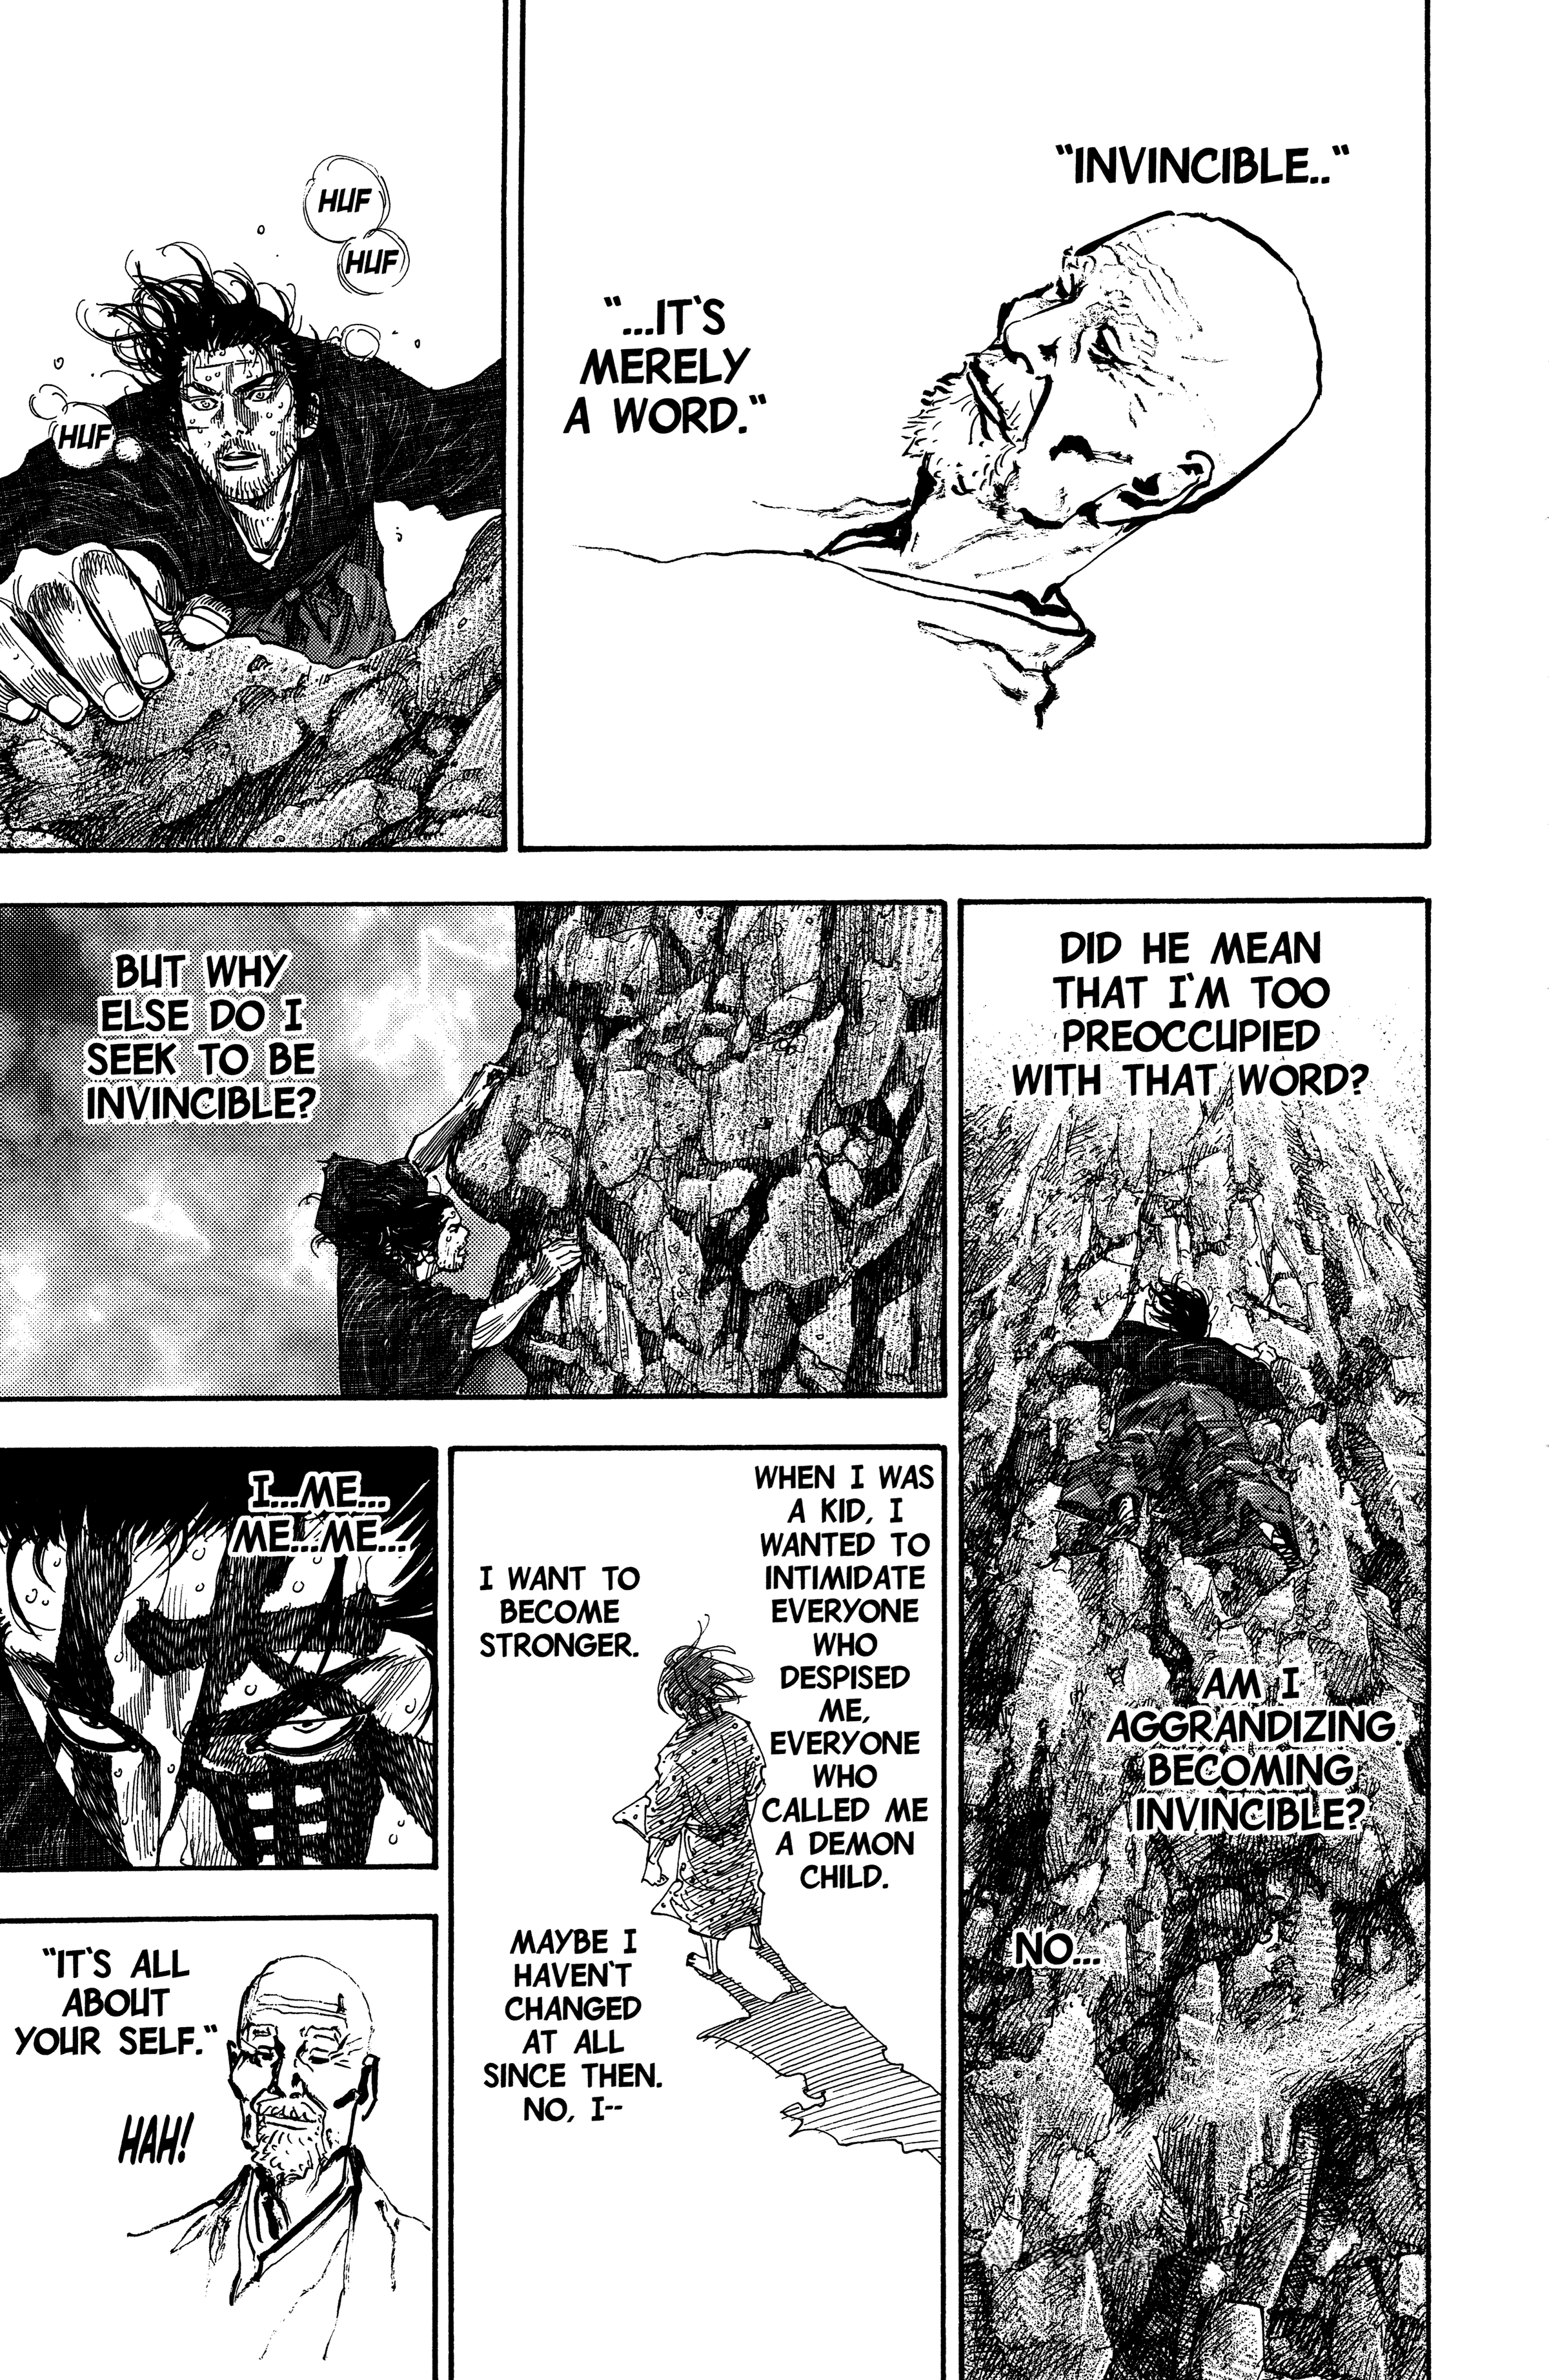 "INVINCIBLE.."
"...IT'S
MERELY
A WORD."
HUF
HUF
HUF
DID HE MEAN
THAT I'M TOO
PREOCCUPIED
WITH THAT WORD?
AM I
AGGRANDIZING
BECOMING
INVINCIBLE?
NO...
BUT WHY
ELSE DO I
SEEK TO BE
INVINCIBLE?
WHEN I WAS
A KID, I
WANTED TO
INTIMIDATE
EVERYONE
WHO
DESPISED
ME,
EVERYONE
WHO
CALLED ME
A DEMON
CHILD.
I WANT TO
BECOME
STRONGER.
MAYBE I
HAVEN'T
CHANGED
AT ALL
SINCE THEN.
NO, I--
I...ME...
ME...ME...
"IT'S ALL
ABOUT
YOUR SELF."
HAH!